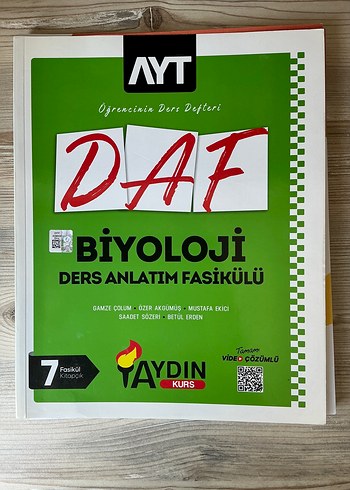 AYT
Öğrencinin Ders Defteri
DAF
BİYOLOJİ
DERS ANLATIM FASİKÜLÜ
GAMZE ÇOLUM • ÖZER AKGÜMÜŞ • MUSTAFA EKİCİ
SAADET SÖZERİ • BETÜL ERDEN
7 Fasikül
Kitapçık
AYDIN
KURS
Tamamı
VİDEO ÇÖZÜMLÜ